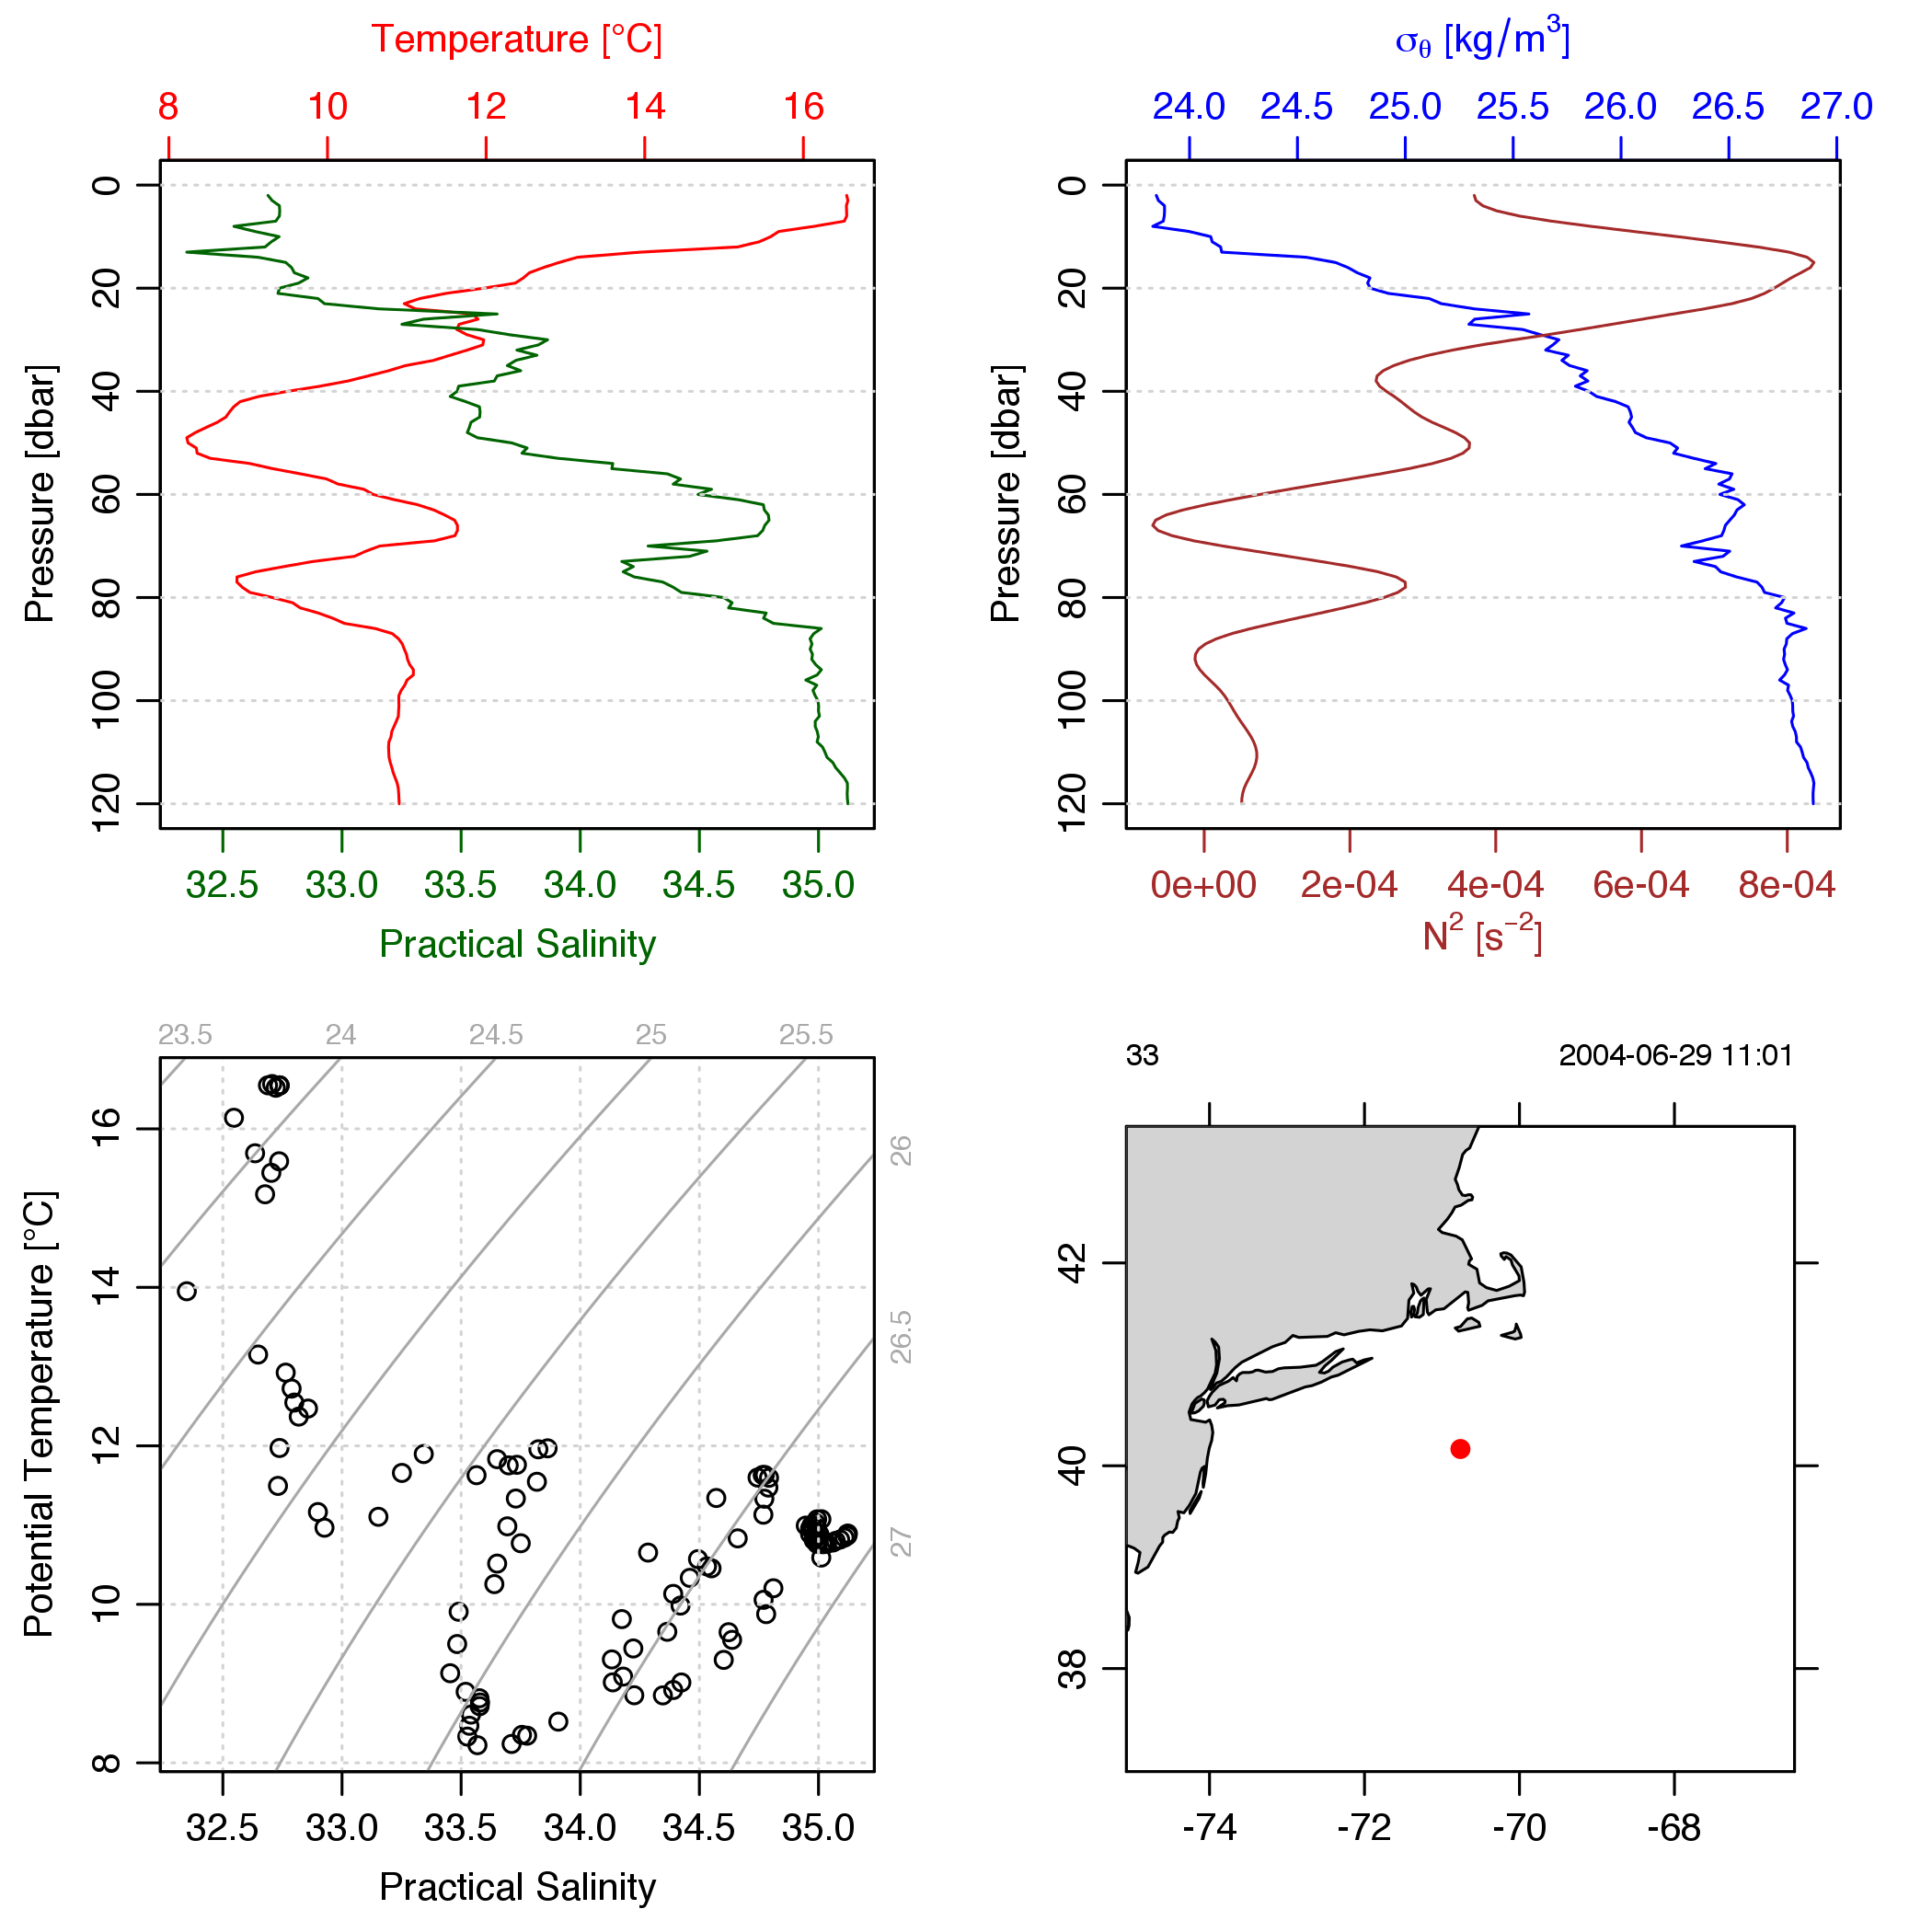 Temperature [°C]
8 10 12 14 16
Pressure [dbar]
0 20 40 60 80 100 120
32.5 33.0 33.5 34.0 34.5 35.0
Practical Salinity
σθ [kg/m³]
24.0 24.5 25.0 25.5 26.0 26.5 27.0
Pressure [dbar]
0 20 40 60 80 100 120
0e+00 2e-04 4e-04 6e-04 8e-04
N² [s⁻²]
23.5 24 24.5 25 25.5
26
26.5
27
Potential Temperature [°C]
8 10 12 14 16
32.5 33.0 33.5 34.0 34.5 35.0
Practical Salinity
33 2004-06-29 11:01
42
40
38
-74 -72 -70 -68